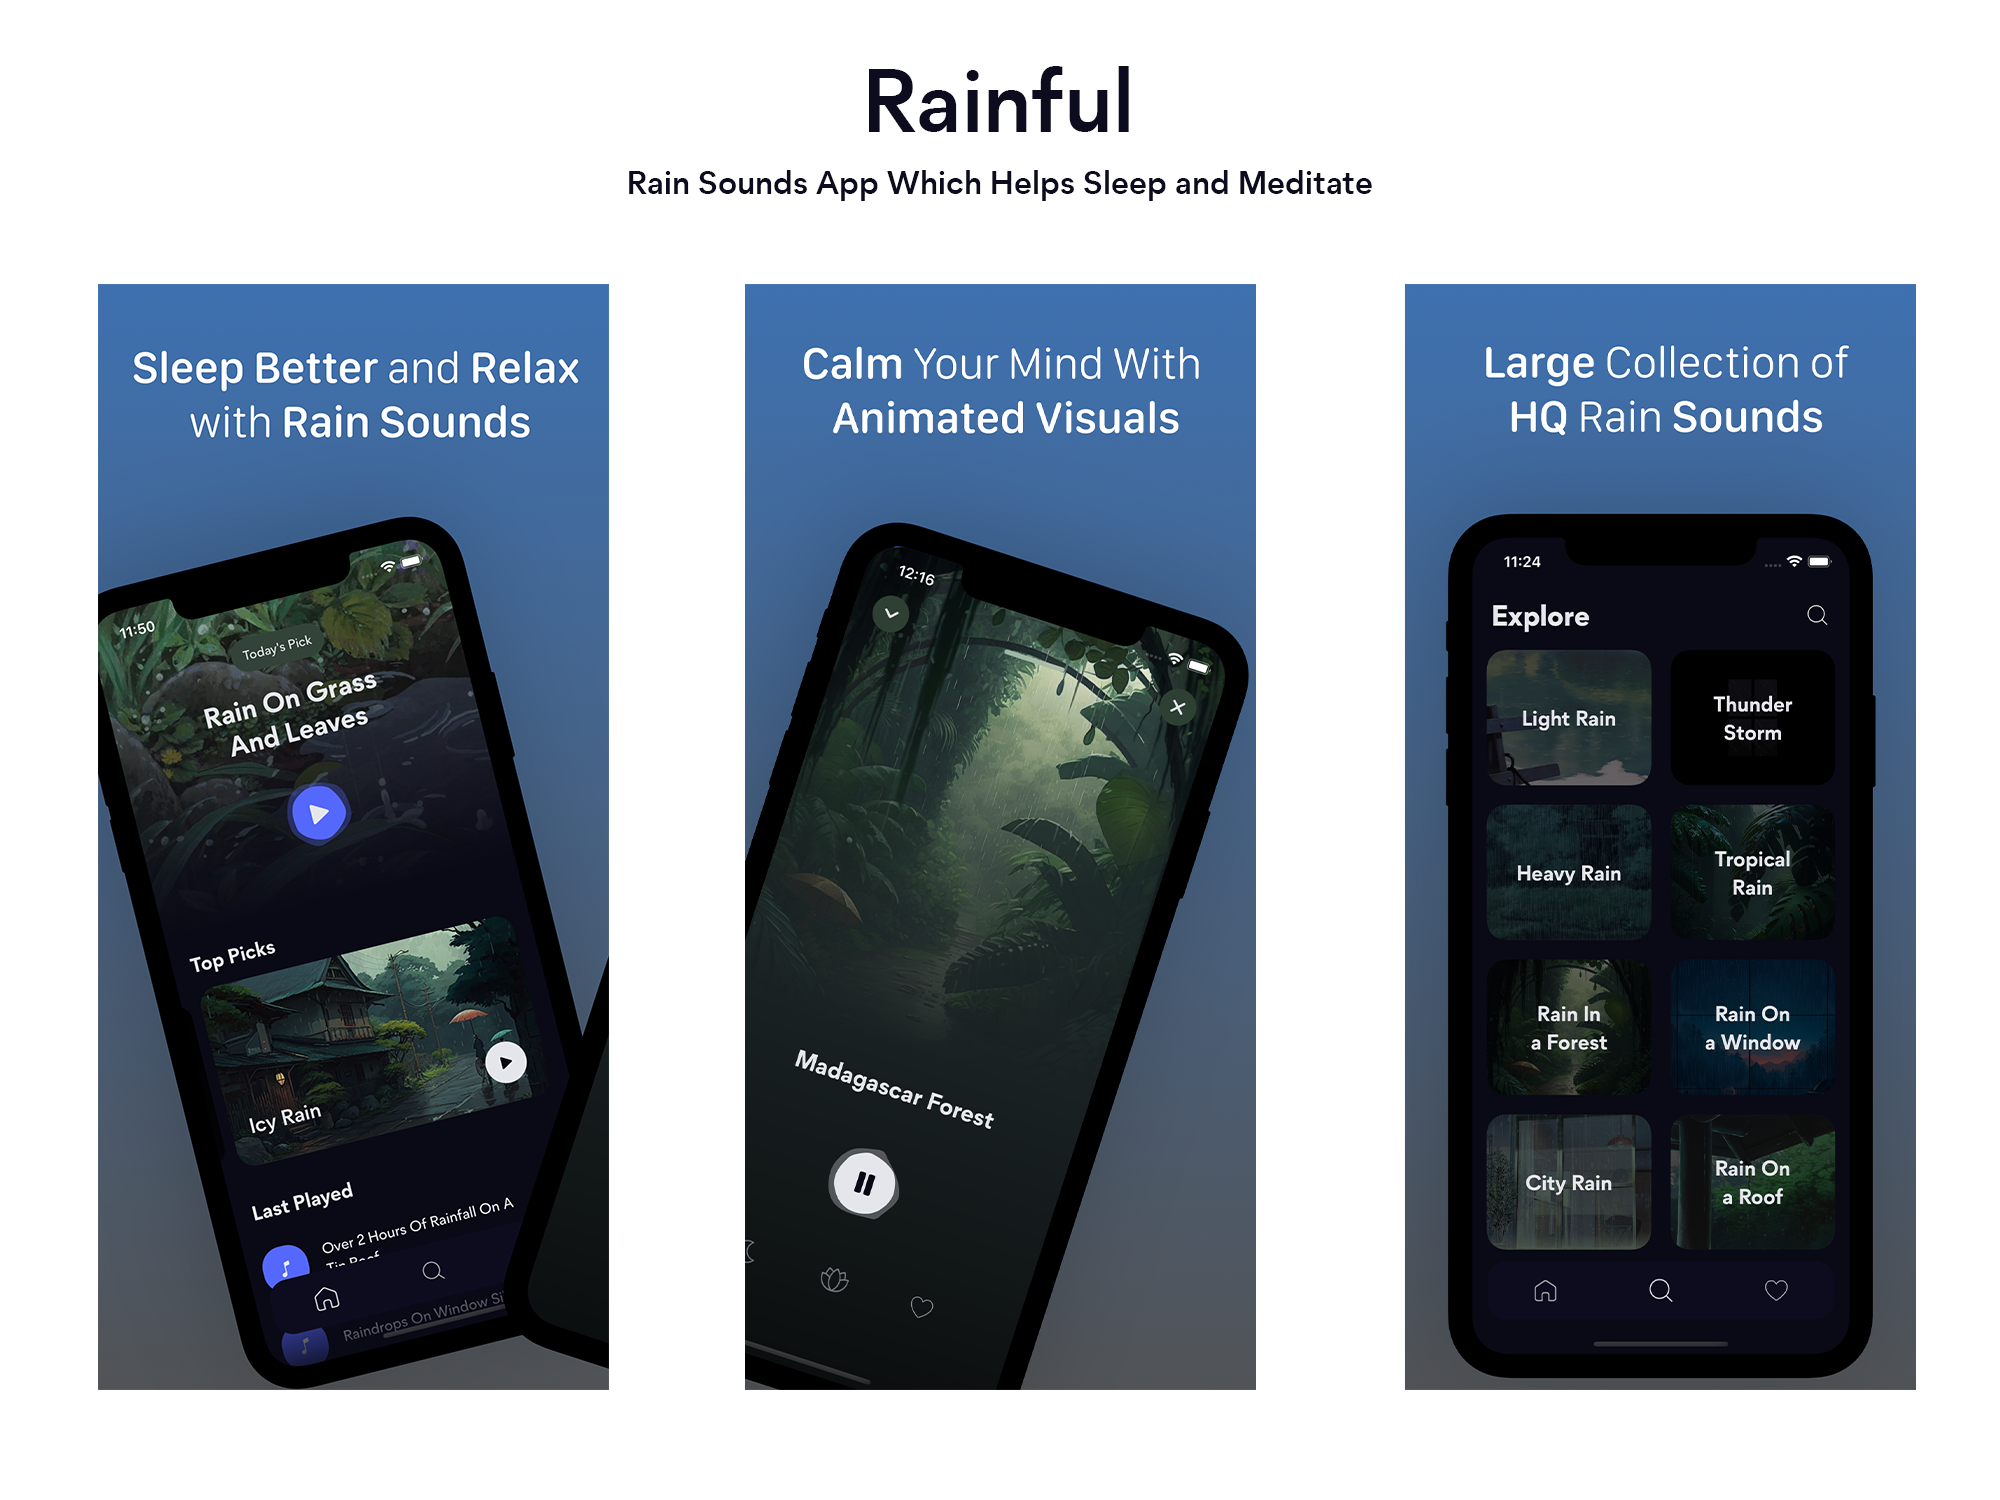 Rainful
Rain Sounds App Which Helps Sleep and Meditate
Sleep Better and Relax
with Rain Sounds
11:50
Today's Pick
Rain On Grass
And Leaves
Top Picks
Icy Rain
Last Played
Over 2 Hours Of Rainfall On A
Tin Roof
Raindrops On Window
Calm Your Mind With
Animated Visuals
12:16
Madagascar Forest
Large Collection of
HQ Rain Sounds
11:24
Explore
Light Rain
Thunder
Storm
Heavy Rain
Tropical
Rain
Rain In
a Forest
Rain On
a Window
City Rain
Rain On
a Roof